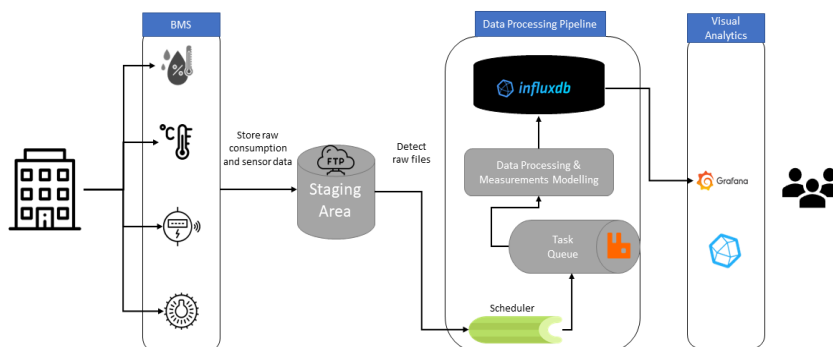 BMS
Data Processing Pipeline
Visual
Analytics
%
°C
Store raw
consumption
and sensor data
FTP
Staging
Area
Detect
raw files
influxdb
Data Processing &
Measurements Modelling
Task
Queue
Scheduler
Grafana